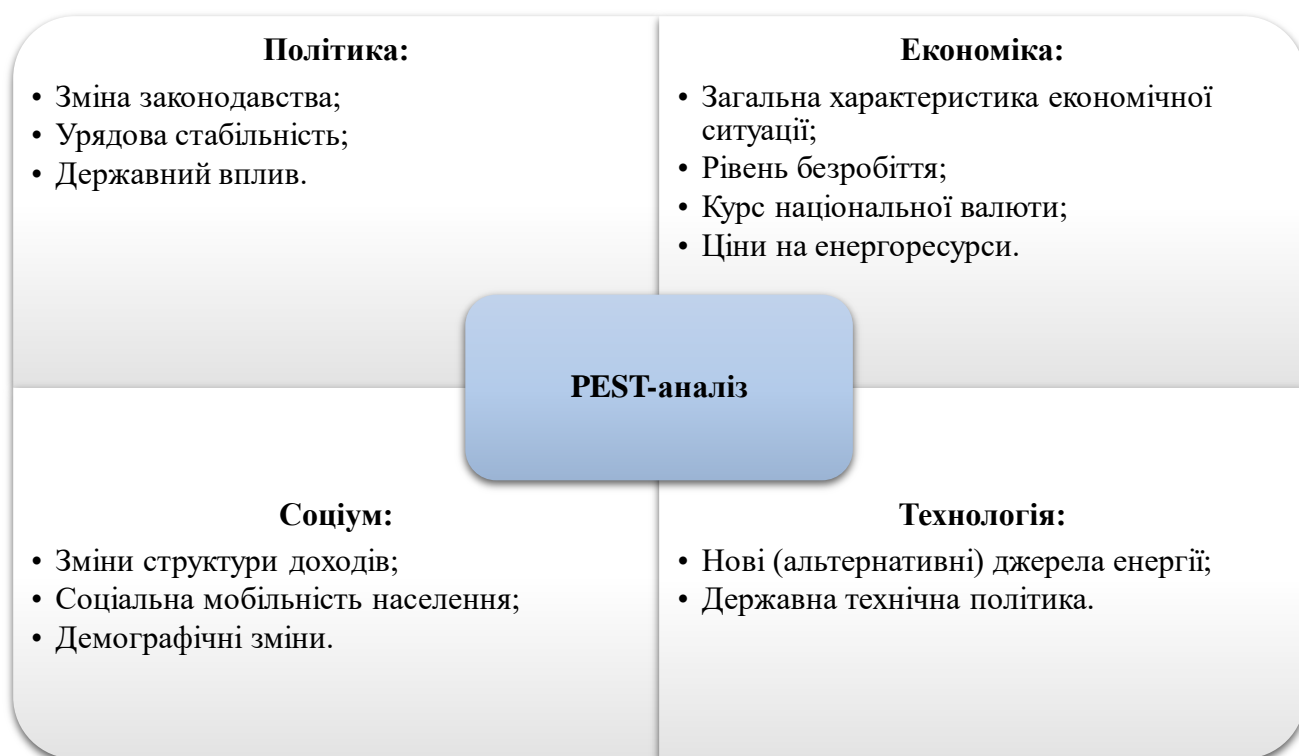 Політика:
• Зміна законодавства;
• Урядова стабільність;
• Державний вплив.
Економіка:
• Загальна характеристика економічної
ситуації;
• Рівень безробіття;
• Курс національної валюти;
• Ціни на енергоресурси.
PEST-аналіз
Соціум:
• Зміни структури доходів;
• Соціальна мобільність населення;
• Демографічні зміни.
Технологія:
• Нові (альтернативні) джерела енергії;
• Державна технічна політика.